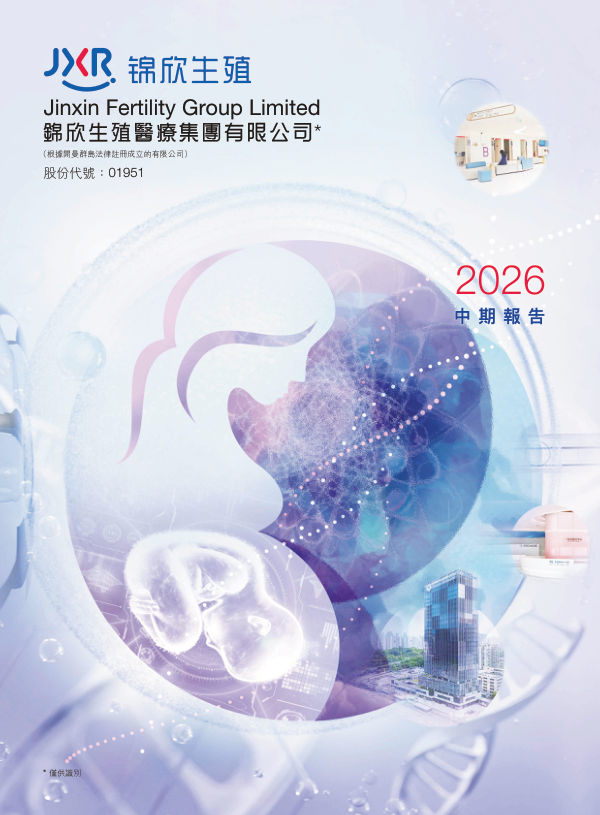 JXR 锦欣生殖
Jinxin Fertility Group Limited
錦欣生殖醫療集團有限公司*
(根據開曼群島法律註冊成立的有限公司)
股份代號：01951
B
2026
中期報告
* 僅供識別